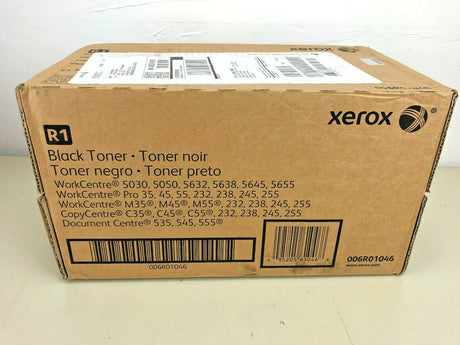 xerox
R1
xerox
Black Toner • Toner noir
Toner negro • Toner preto
WorkCentre® 5030, 5050, 5632, 5638, 5645, 5655
WorkCentre® Pro 35, 45, 55, 232, 238, 245, 255
WorkCentre® M35®, M45®, M55®, 232, 238, 245, 255
CopyCentre® C35®, C45®, C55®, 232, 238, 245, 255
Document Centre® 535, 545, 555®
006R01046
006R01046
www.xerox.com